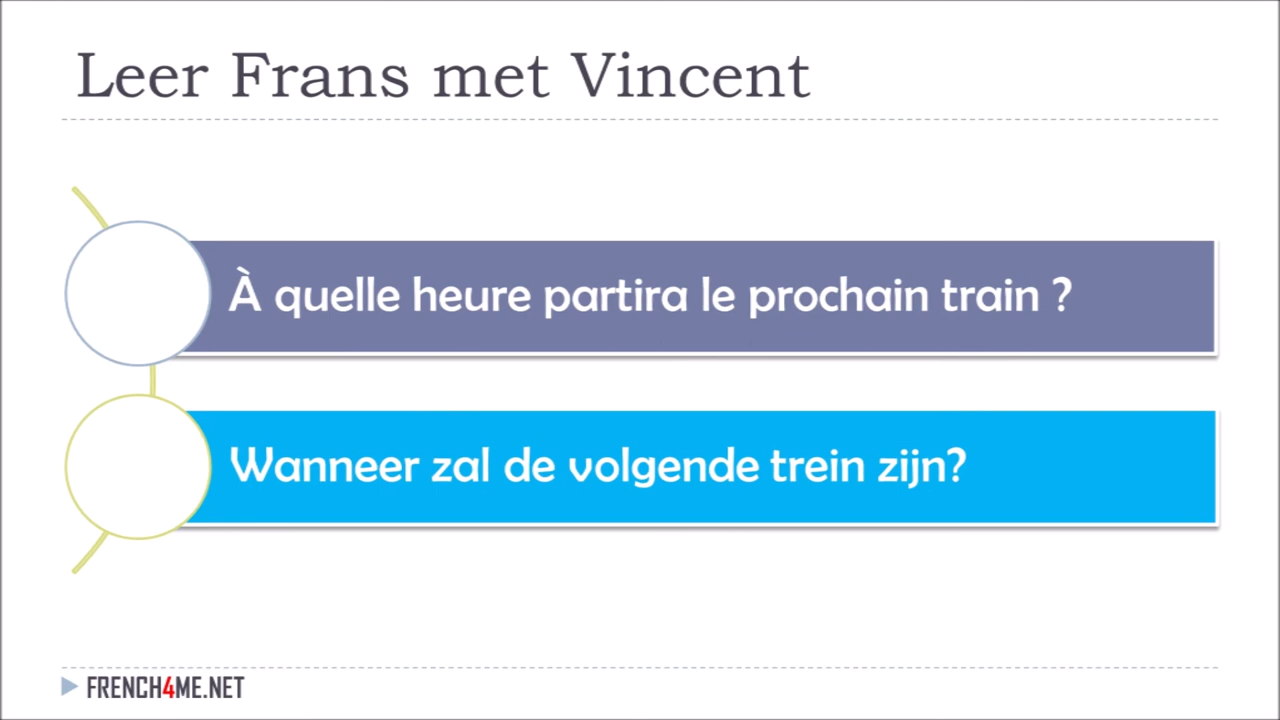 Leer Frans met Vincent
À quelle heure partira le prochain train ?
Wanneer zal de volgende trein zijn?
FRENCH4ME.NET